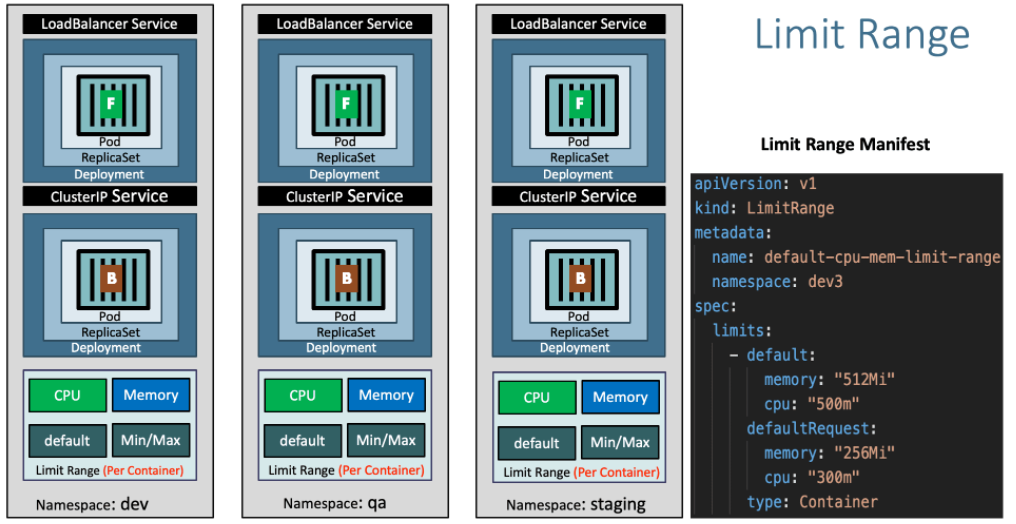 LoadBalancer Service
F
Pod
ReplicaSet
Deployment
ClusterIP Service
B
Pod
ReplicaSet
Deployment
CPU
Memory
default
Min/Max
Limit Range (Per Container)
Namespace: dev
LoadBalancer Service
F
Pod
ReplicaSet
Deployment
ClusterIP Service
B
Pod
ReplicaSet
Deployment
CPU
Memory
default
Min/Max
Limit Range (Per Container)
Namespace: qa
LoadBalancer Service
F
Pod
ReplicaSet
Deployment
ClusterIP Service
B
Pod
ReplicaSet
Deployment
CPU
Memory
default
Min/Max
Limit Range (Per Container)
Namespace: staging
Limit Range
Limit Range Manifest
apiVersion: v1
kind: LimitRange
metadata:
  name: default-cpu-mem-limit-range
  namespace: dev3
spec:
  limits:
    - default:
        memory: "512Mi"
        cpu: "500m"
      defaultRequest:
        memory: "256Mi"
        cpu: "300m"
      type: Container